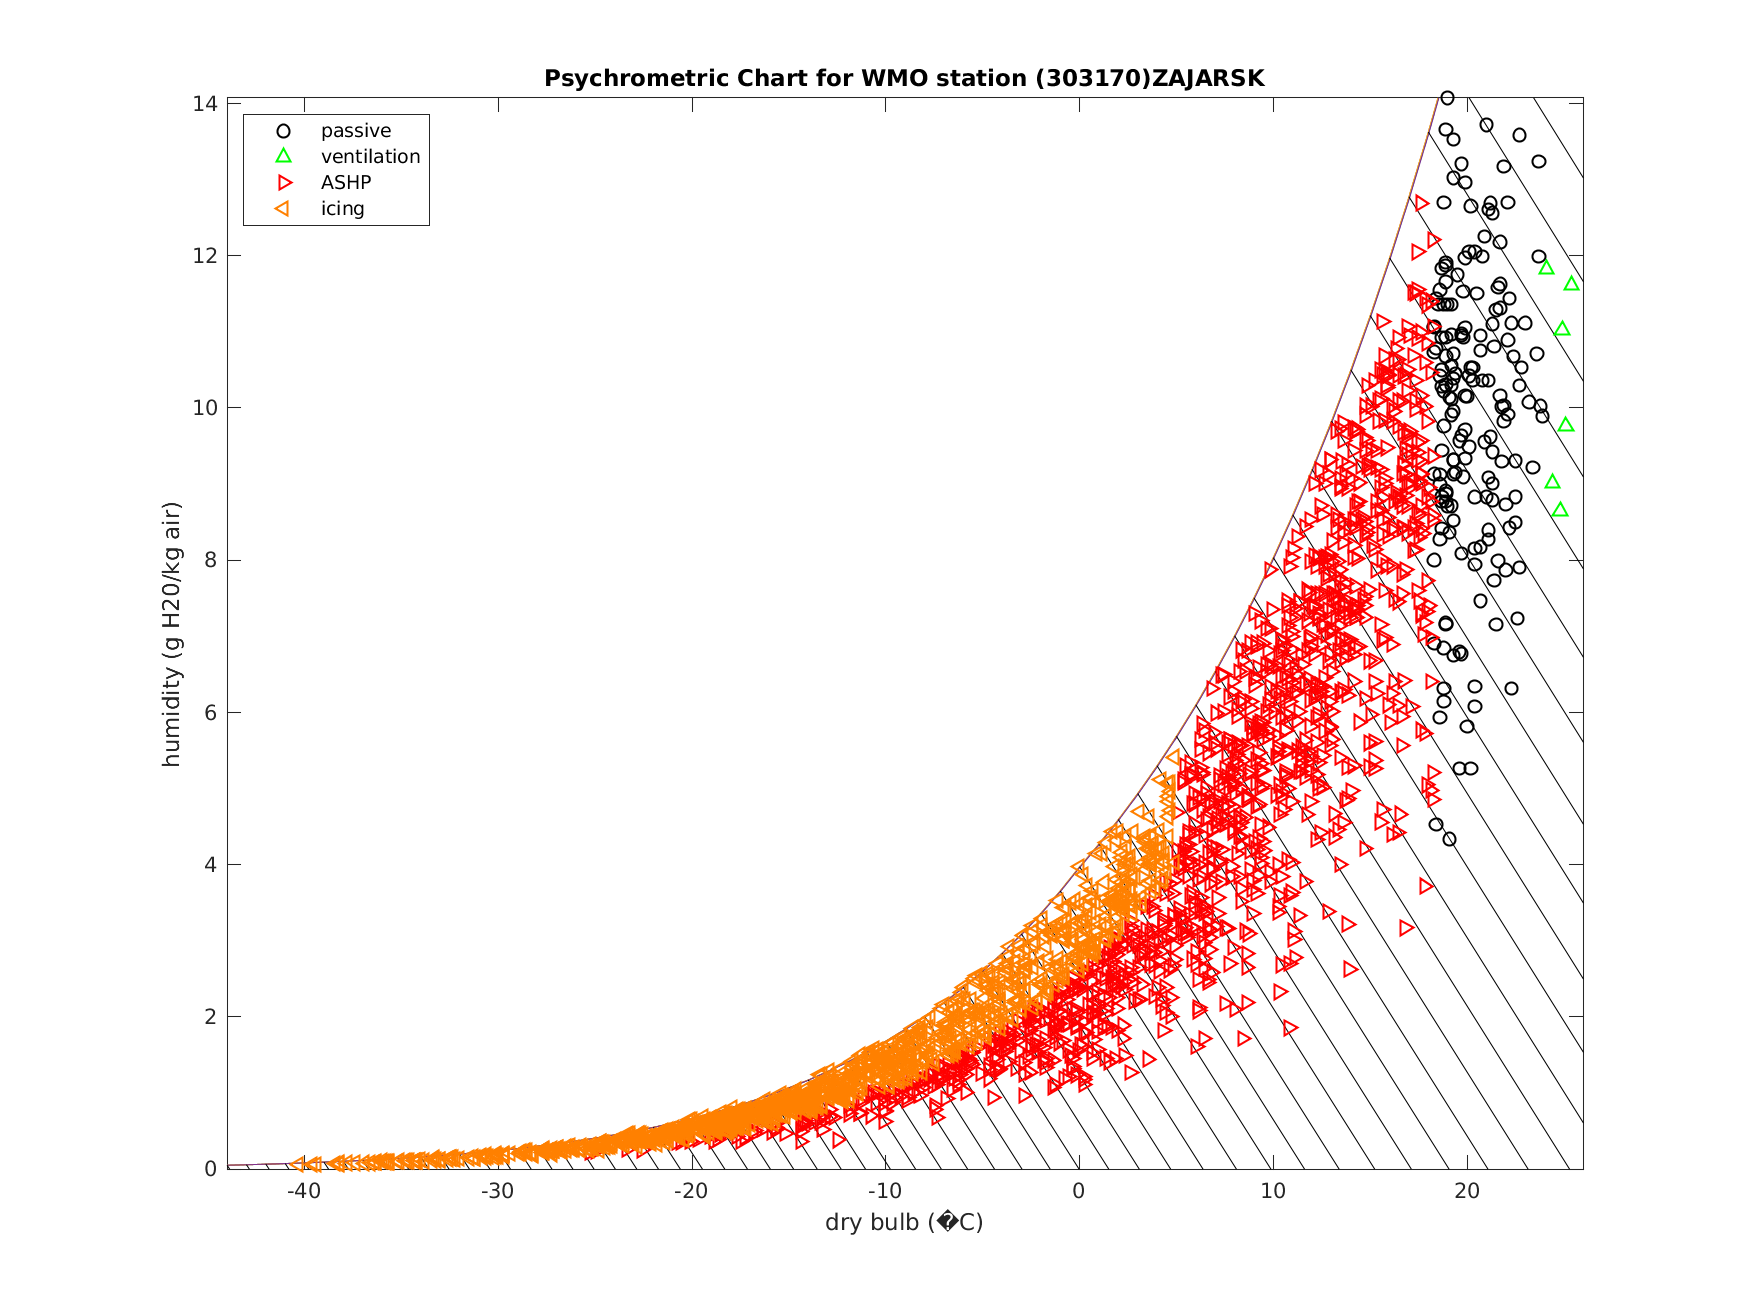 Psychrometric Chart for WMO station (303170)ZAJARSK
14
12
10
8
6
4
2
0
humidity (g H20/kg air)
passive
ventilation
ASHP
icing
-40
-30
-20
-10
0
10
20
dry bulb (�C)